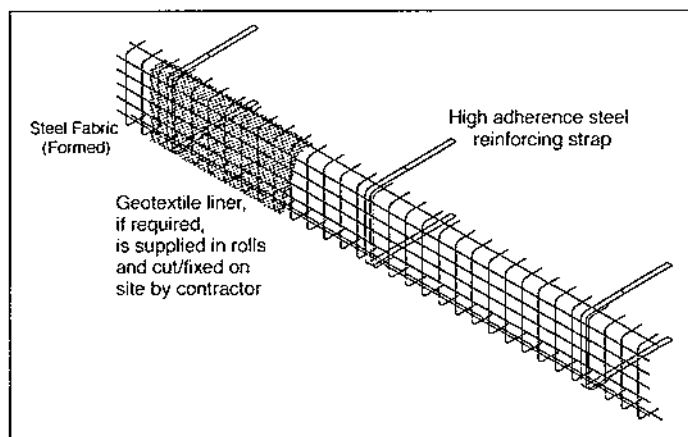 High adherence steel
reinforcing strap
Steel Fabric
(Formed)
Geotextile liner,
if required,
is supplied in rolls
and cut/fixed on
site by contractor